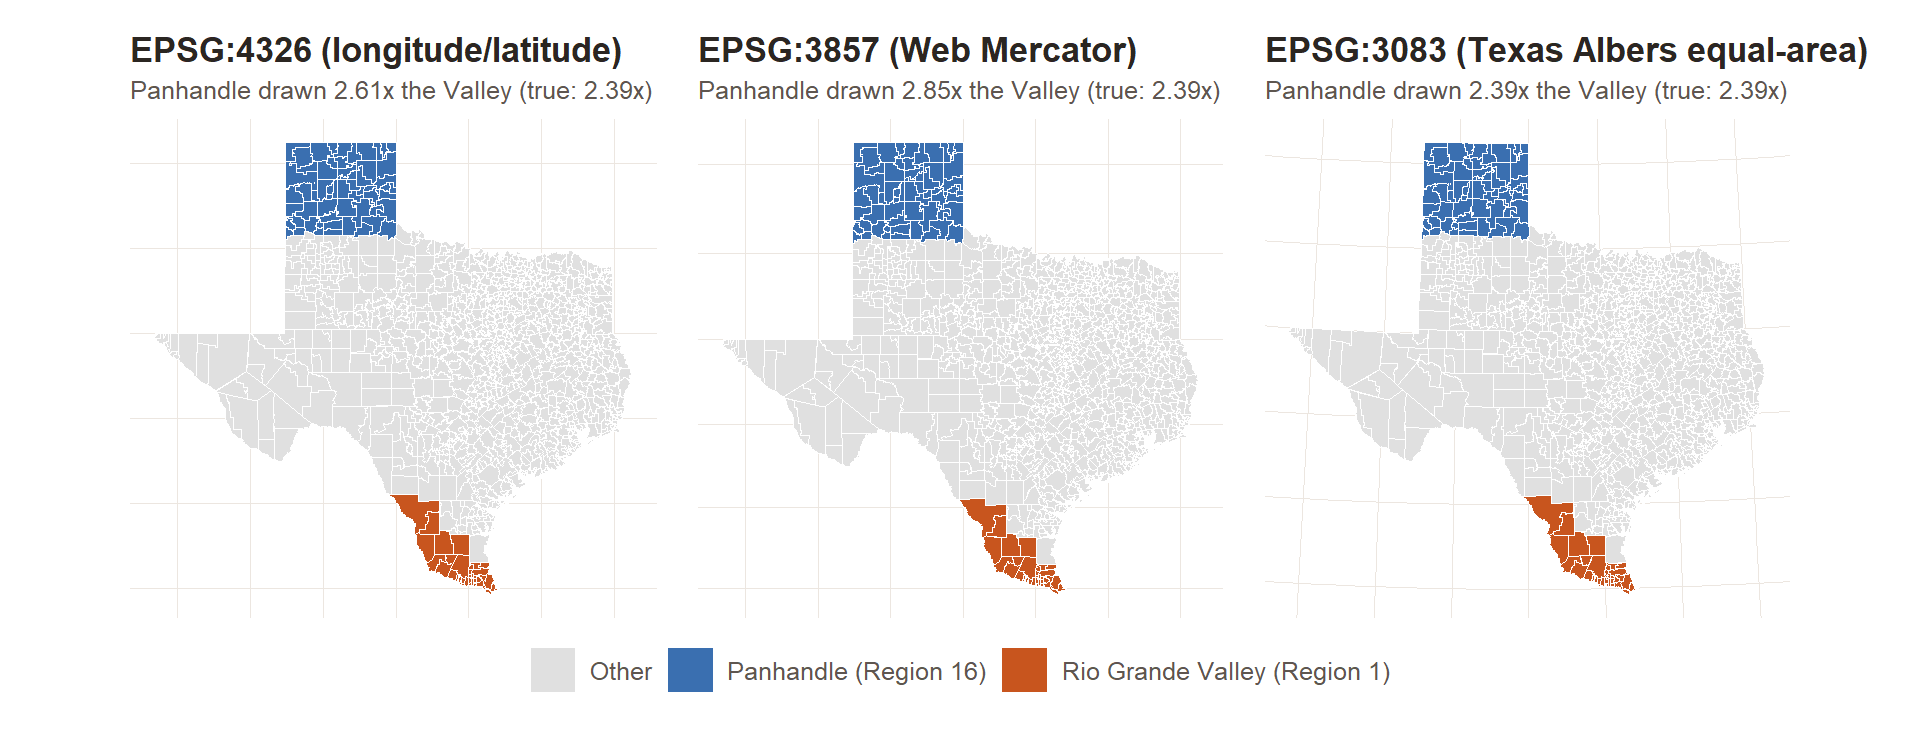 EPSG:4326 (longitude/latitude)
Panhandle drawn 2.61x the Valley (true: 2.39x)
EPSG:3857 (Web Mercator)
Panhandle drawn 2.85x the Valley (true: 2.39x)
EPSG:3083 (Texas Albers equal-area)
Panhandle drawn 2.39x the Valley (true: 2.39x)
Other
Panhandle (Region 16)
Rio Grande Valley (Region 1)